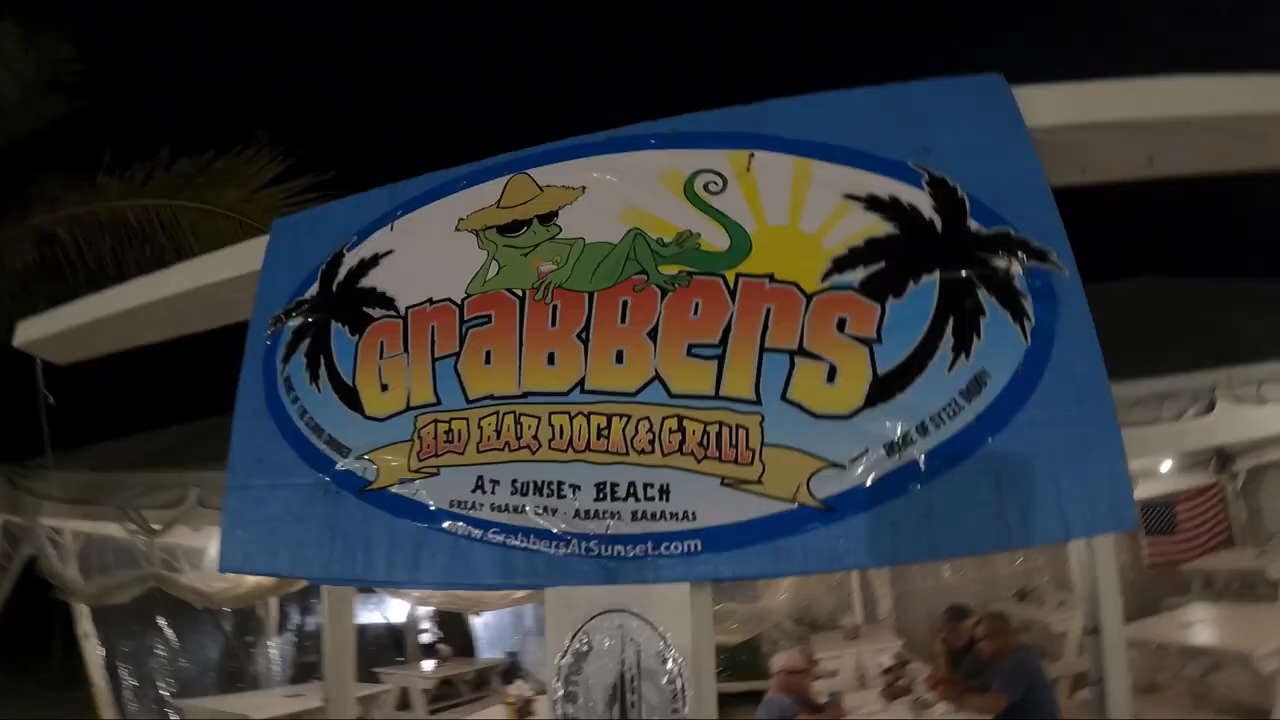 Grabbers
BED BAR DOCK & GRILL
AT SUNSET BEACH
GREAT GUANA CAY · ABACOS, BAHAMAS
www.GrabbersAtSunset.com